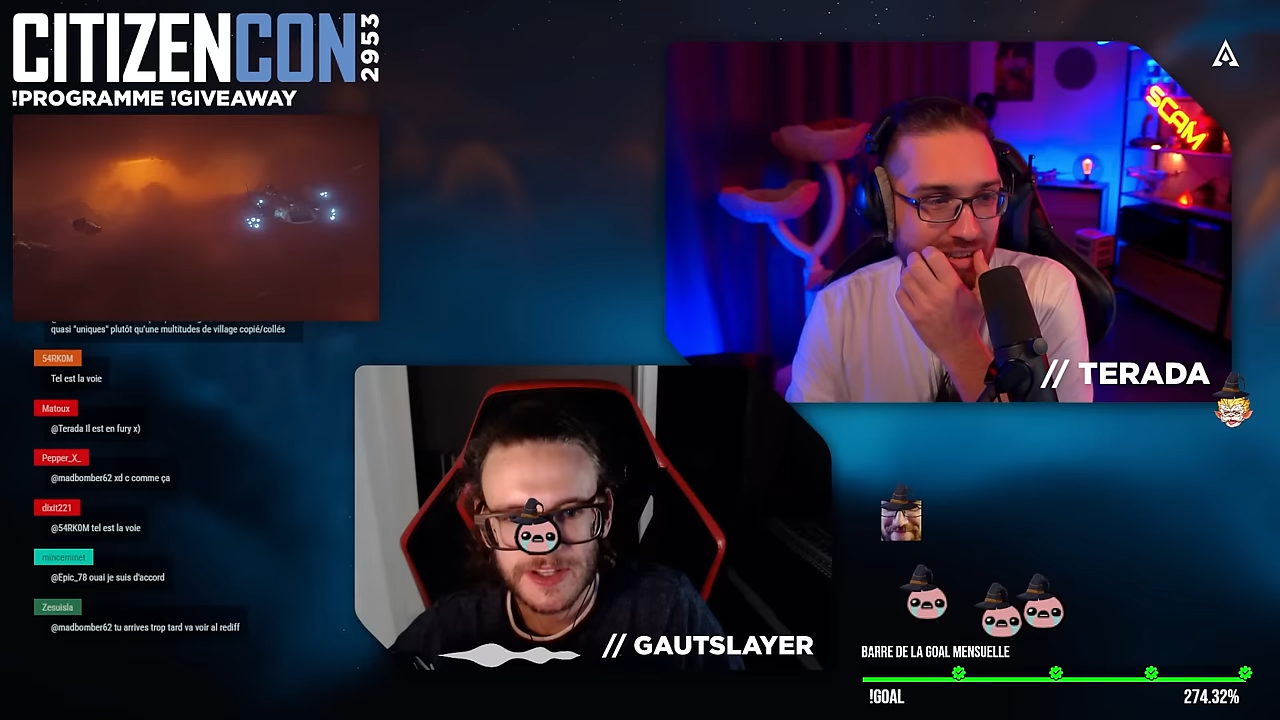 CITIZENCON
2953
!PROGRAMME !GIVEAWAY
SCAM
// TERADA
quasi "uniques" plutôt qu'une multitudes de village copié/collés
54RK0M
Tel est la voie
Matoux
@Terada Il est en fury x)
Pepper_X_
@madbomber62 xd c comme ça
dixit221
@54RK0M tel est la voie
minceminet
@Epic_78 ouai je suis d'accord
Zesuisla
@madbomber62 tu arrives trop tard va voir al rediff
// GAUTSLAYER
BARRE DE LA GOAL MENSUELLE
!GOAL
274.32%